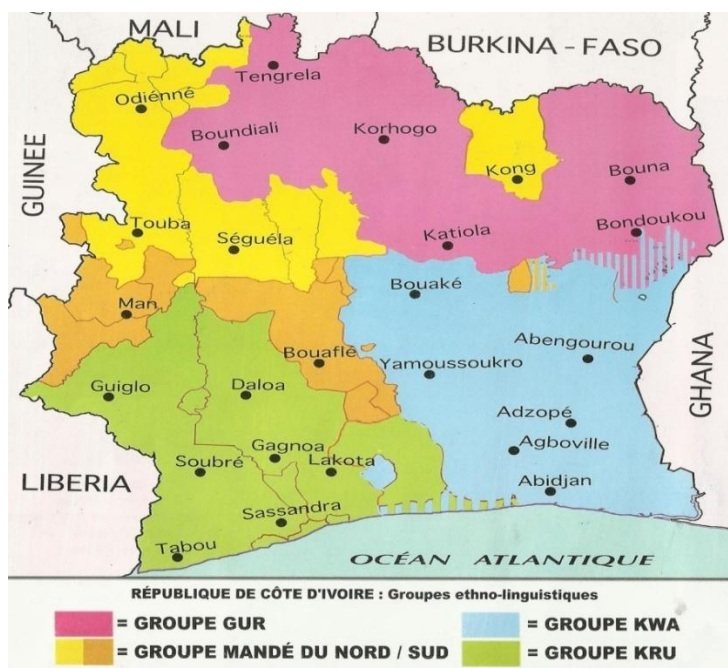 MALI
BURKINA - FASO
Tengrela
Odiénné
Boundiali
Korhogo
Kong
Bouna
GUINEE
Touba
Séguéla
Katiola
Bondoukou
Man
Bouaké
Bouaflé
Yamoussoukro
Abengourou
GHANA
Guiglo
Daloa
Adzopé
Gagnoa
Agboville
LIBERIA
Soubré
Lakota
Abidjan
Sassandra
Tabou
OCÉAN ATLANTIQUE
RÉPUBLIQUE DE CÔTE D'IVOIRE : Groupes ethno-linguistiques
= GROUPE GUR
= GROUPE KWA
= GROUPE MANDÉ DU NORD / SUD
= GROUPE KRU